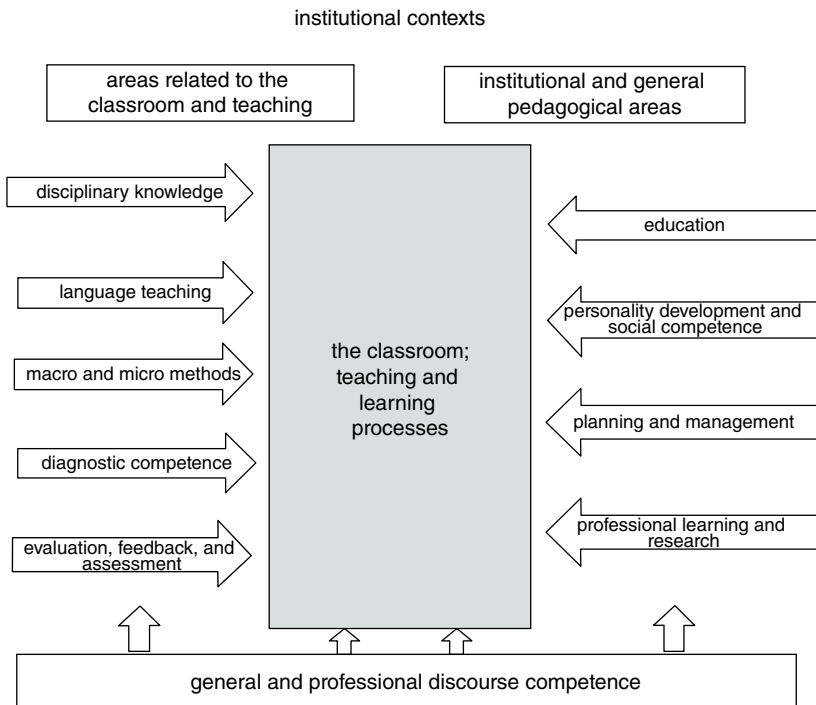 institutional contexts
areas related to the
classroom and teaching
institutional and general
pedagogical areas
disciplinary knowledge
language teaching
macro and micro methods
diagnostic competence
evaluation, feedback, and
assessment
the classroom;
teaching and
learning
processes
education
personality development and
social competence
planning and management
professional learning and
research
general and professional discourse competence